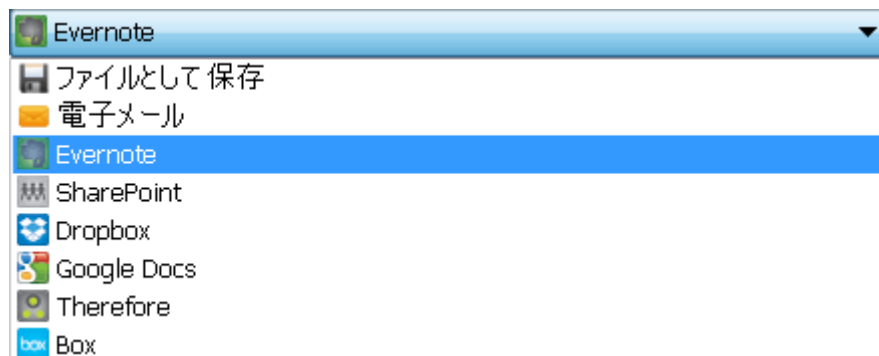 Evernote
ファイルとして保存
電子メール
Evernote
SharePoint
Dropbox
Google Docs
Therefore
box Box